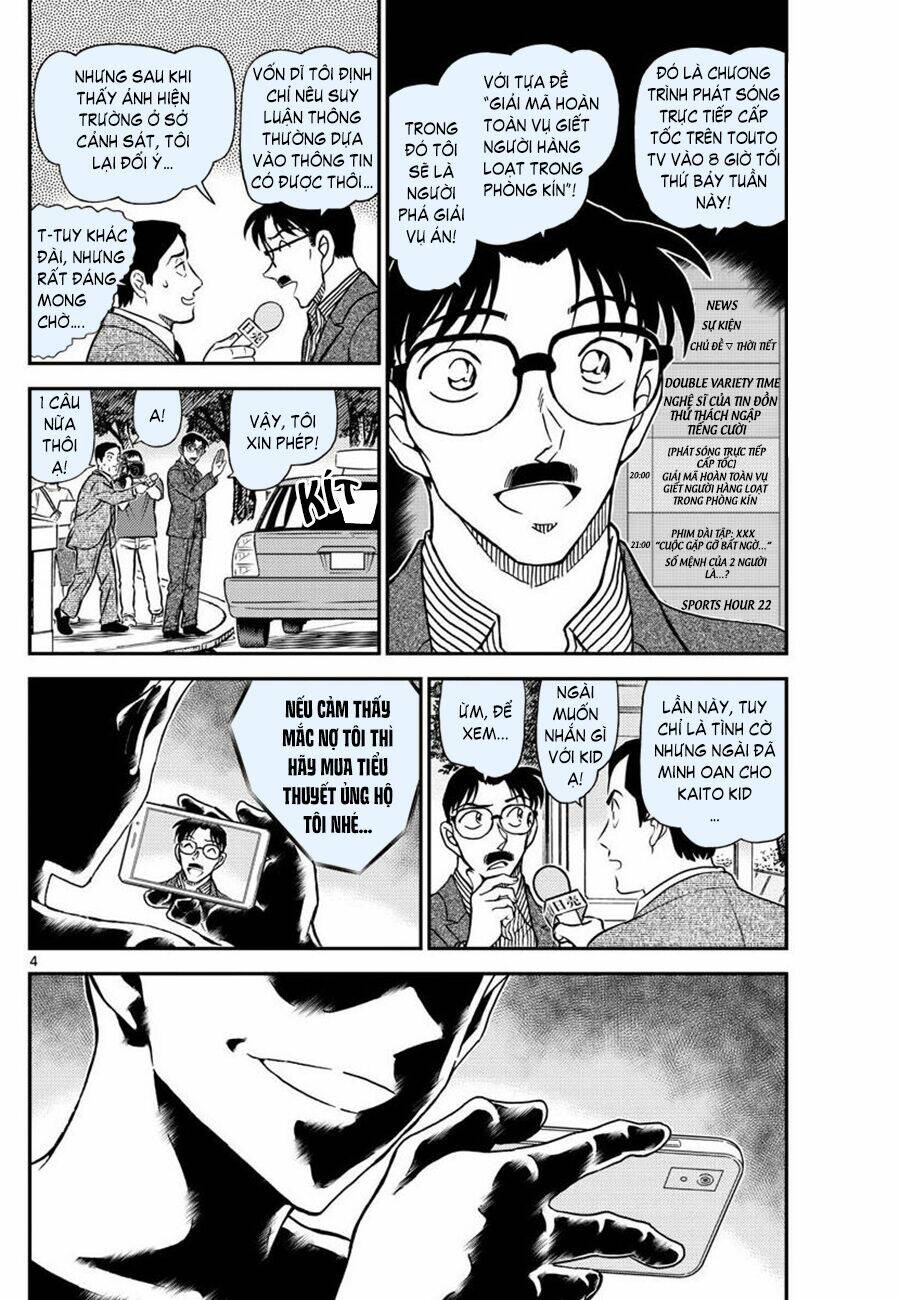 ĐÓ LÀ CHƯƠNG
TRÌNH PHÁT SÓNG
TRỰC TIẾP CẤP
TỐC TRÊN TOUTO
TV VÀO 8 GIỜ TỐI
THỨ BẢY TUẦN
NÀY!
VỚI TỰA ĐỀ
“GIẢI MÃ HOÀN
TOÀN VỤ GIẾT
NGƯỜI HÀNG
LOẠT TRONG
PHÒNG KÍN”!
TRONG
ĐÓ TÔI
SẼ LÀ
NGƯỜI
PHÁ GIẢI
VỤ ÁN!
NEWS
SỰ KIỆN
CHỦ ĐỀ ▽ THỜI TIẾT
DOUBLE VARIETY TIME
NGHỆ SĨ CỦA TIN ĐỒN
THỬ THÁCH NGẬP
TIẾNG CƯỜI
[PHÁT SÓNG TRỰC TIẾP
CẤP TỐC]
20:00 GIẢI MÃ HOÀN TOÀN VỤ
GIẾT NGƯỜI HÀNG LOẠT
TRONG PHÒNG KÍN
PHIM DÀI TẬP: XXX
21:00 “CUỘC GẶP GỠ BẤT NGỜ...”
SỐ MỆNH CỦA 2 NGƯỜI
LÀ...?
SPORTS HOUR 22
VỐN DĨ TÔI ĐỊNH
CHỈ NÊU SUY
LUẬN THÔNG
THƯỜNG DỰA
VÀO THÔNG TIN
CÓ ĐƯỢC THÔI...
NHƯNG SAU KHI
THẤY ẢNH HIỆN
TRƯỜNG Ở SỞ
CẢNH SÁT, TÔI
LẠI ĐỔI Ý...
T-TUY KHÁC
ĐÀI, NHƯNG
RẤT ĐÁNG
MONG
CHỜ....
日売
VẬY, TÔI
XIN PHÉP!
A!
1 CÂU
NỮA
THÔI
Ạ!
KÍT
LẦN NÀY, TUY
CHỈ LÀ TÌNH CỜ
NHƯNG NGÀI ĐÃ
MINH OAN CHO
KAITO KID
...
NGÀI
MUỐN
NHẮN GÌ
VỚI KID
Ạ!
ỪM, ĐỂ
XEM...
日売
NẾU CẢM THẤY
MẮC NỢ TÔI THÌ
HÃY MUA TIỂU
THUYẾT ỦNG HỘ
TÔI NHÉ...
4